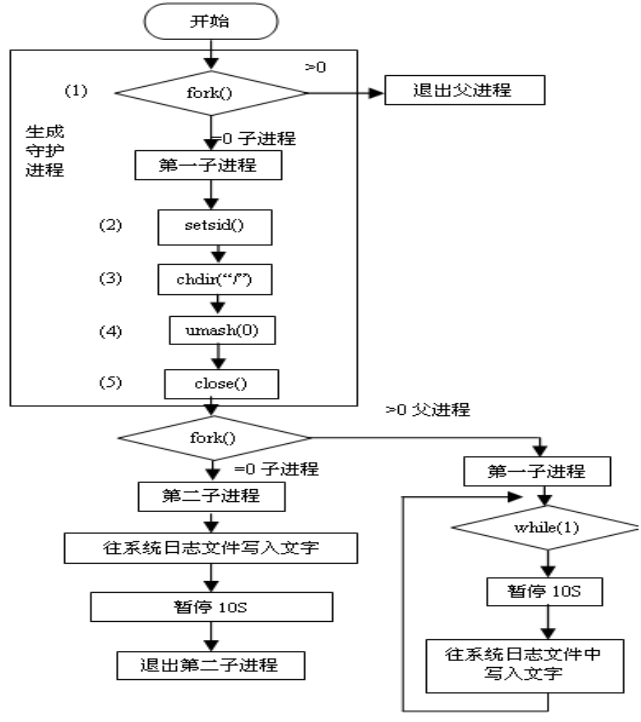 开始
>0
(1)
fork()
退出父进程
生成
守护
进程
=0 子进程
第一子进程
(2)
setsid()
(3)
chdir(“/”)
(4)
umash(0)
(5)
close()
>0 父进程
fork()
=0 子进程
第一子进程
第二子进程
while(1)
往系统日志文件写入文字
暂停 10S
暂停 10S
往系统日志文件中
写入文字
退出第二子进程